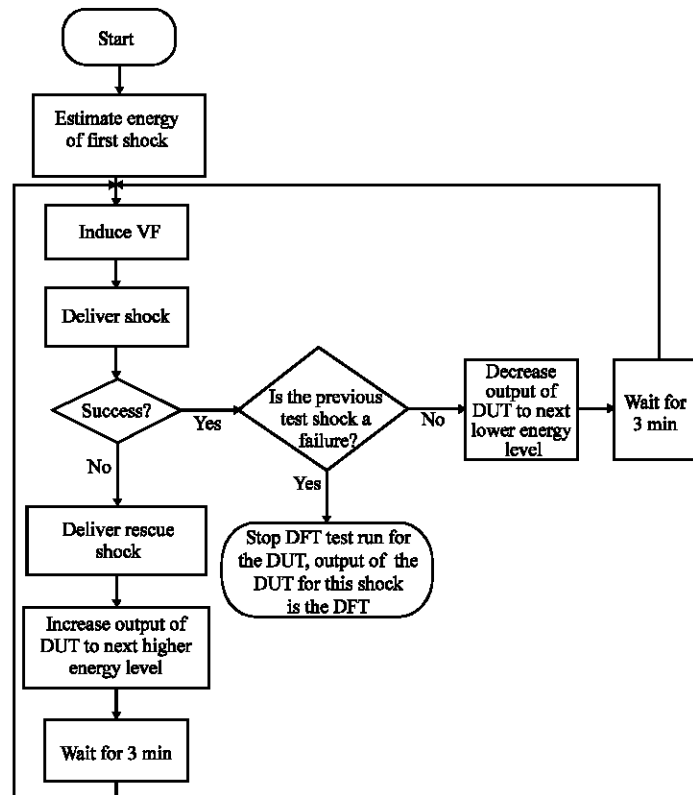 Start
Estimate energy
of first shock
Induce VF
Deliver shock
Success?
Yes
No
Is the previous
test shock a
failure?
No
Yes
Decrease
output of
DUT to next
lower energy
level
Wait for
3 min
Stop DFT test run for
the DUT, output of the
DUT for this shock
is the DFT
Deliver rescue
shock
Increase output of
DUT to next higher
energy level
Wait for 3 min